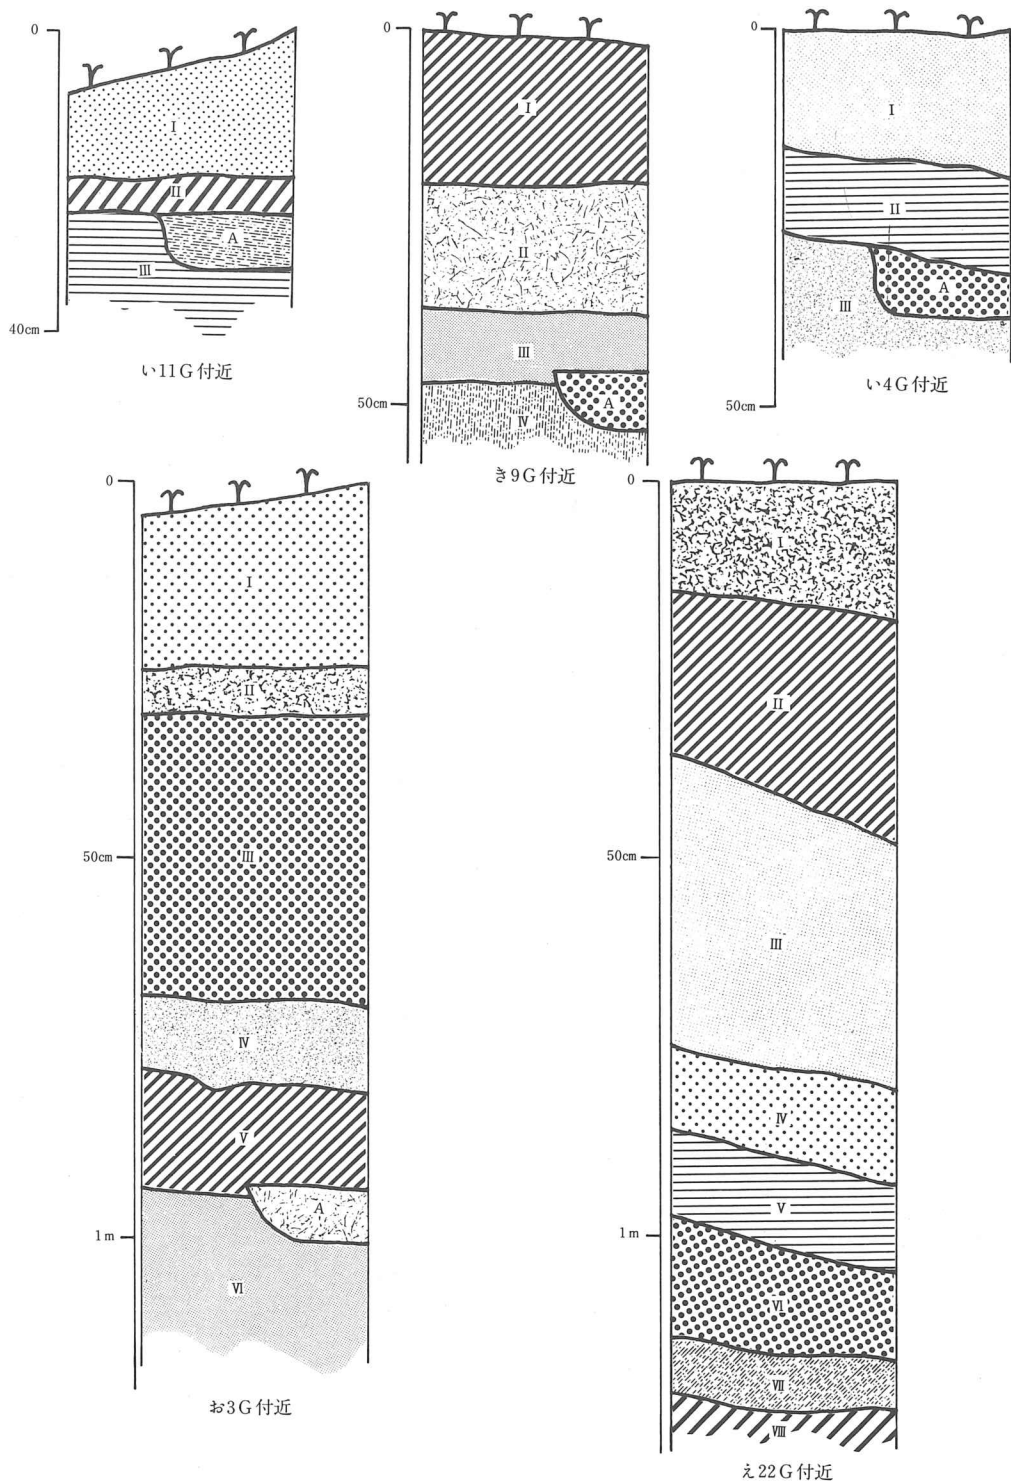 0
I
II
A
III
40cm
い11G付近
0
I
II
III
A
50cm
IV
き9G付近
0
I
II
A
III
50cm
い4G付近
0
I
II
III
50cm
IV
V
A
1m
VI
お3G付近
0
I
II
50cm
III
IV
V
1m
VI
VII
VIII
え22G付近